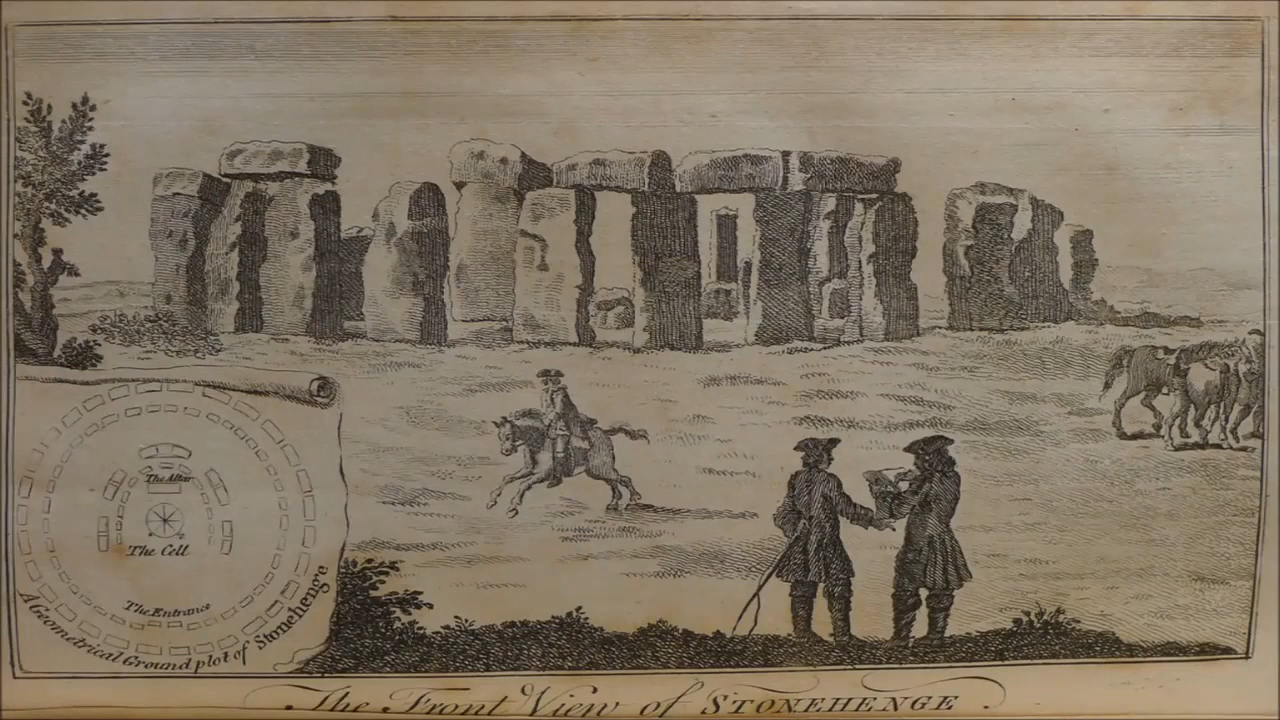 The Altar
The Cell
The Entrance
A Geometrical Ground plot of Stonehenge
The Front View of STONEHENGE